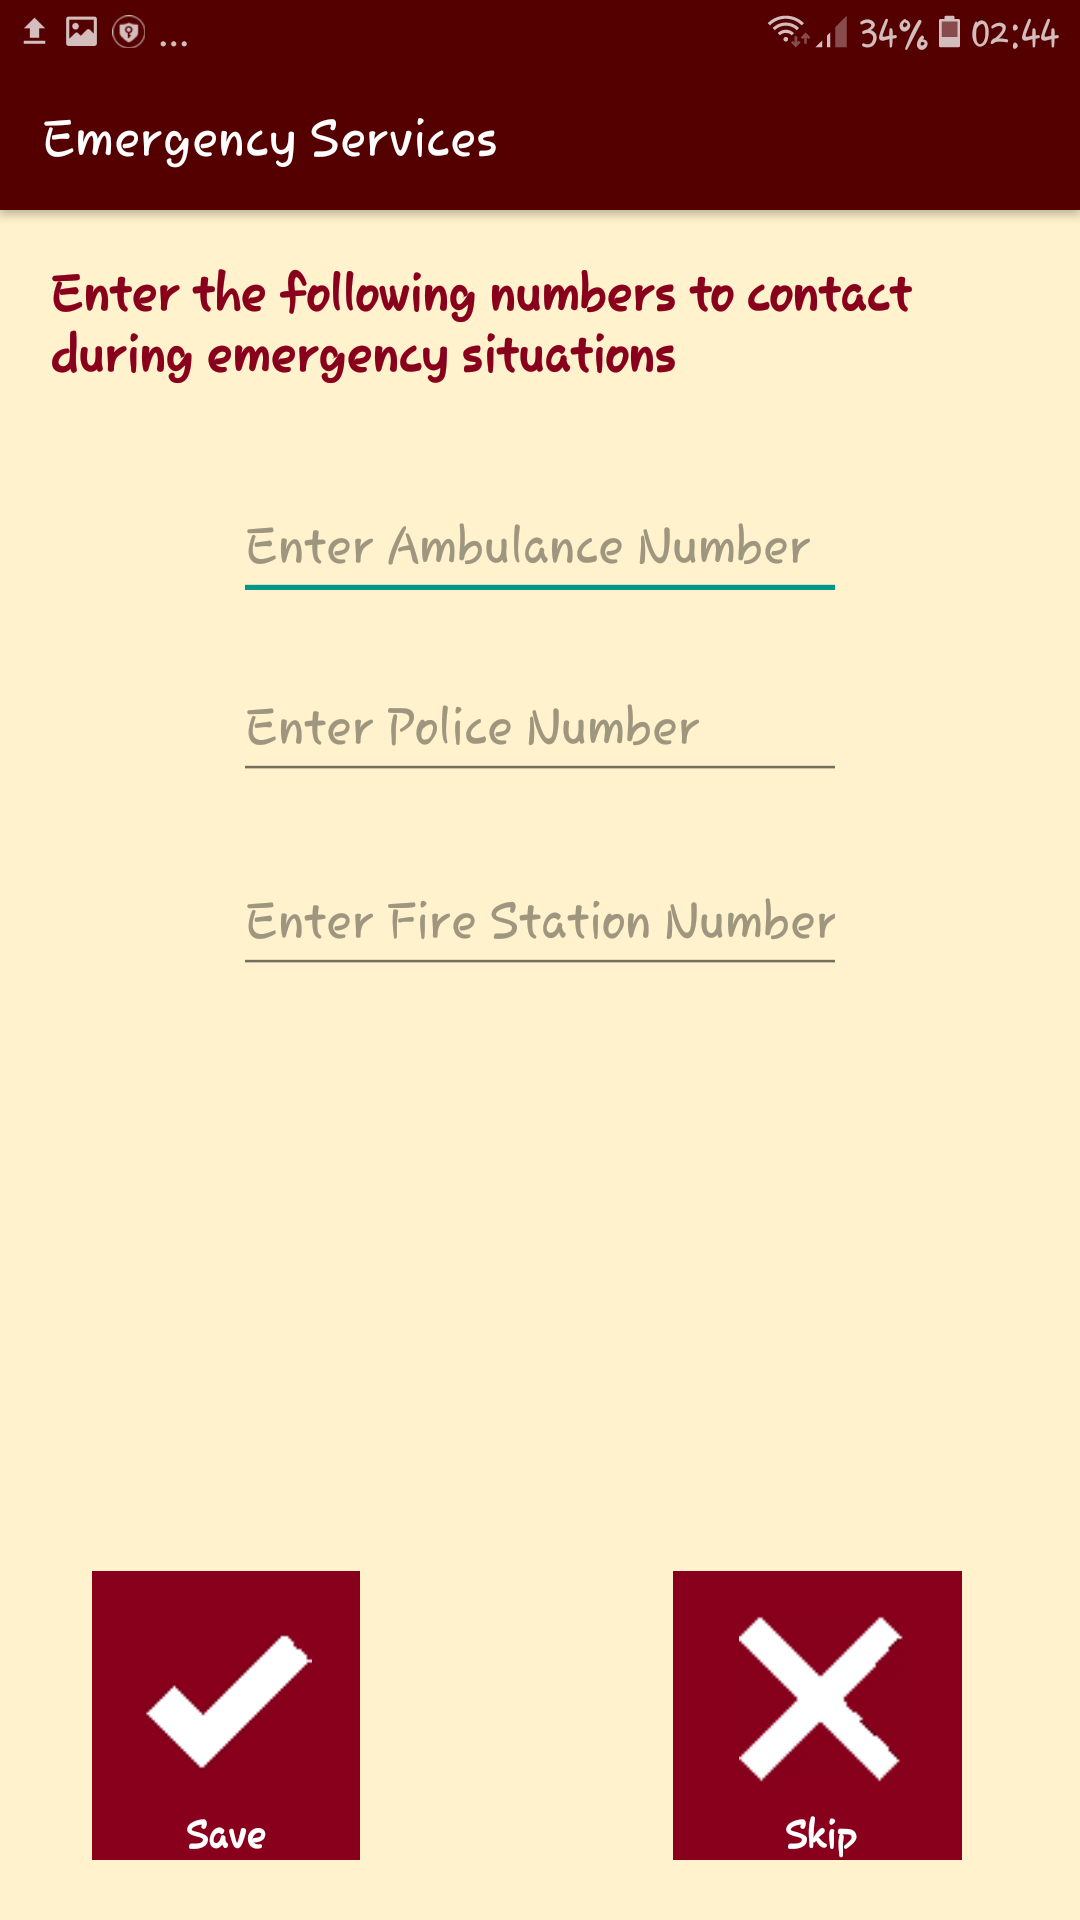 ... 34% 02:44
Emergency Services
Enter the following numbers to contact
during emergency situations
Enter Ambulance Number
Enter Police Number
Enter Fire Station Number
Save Skip